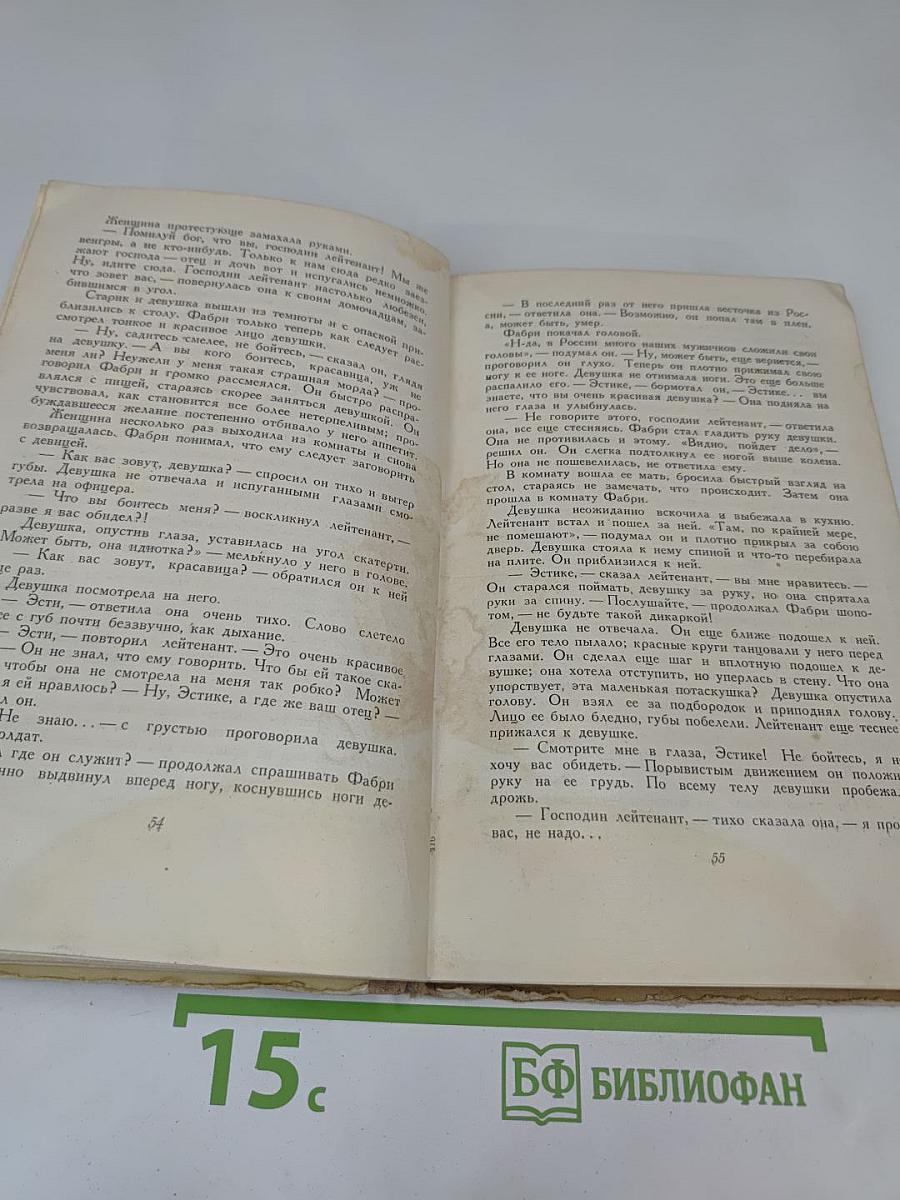 Женщина протестующе замахала руками.
— Помилуй бог, что вы, господин лейтенант! Мы же
венгры, а не кто-нибудь. Только к нам сюда редко заез-
жают господа — отец и дочь вот и испугались немножко.
Ну, идите сюда. Господин лейтенант настолько любезен,
что зовет вас, — повернулась она к своим домочадцам, за-
бившимся в угол.
Старик и девушка вышли из темноты и с опаской при-
близились к столу. Фабри только теперь как следует рас-
смотрел тонкое и красивое лицо девушки.
— Ну, садитесь смелее, не бойтесь, — сказал он, глядя
на девушку. — А вы кого боитесь, красавица, уж не
меня ли? Неужели у меня такая страшная морда? — про-
говорил Фабри и громко рассмеялся. Он быстро распра-
влялся с пищей, стараясь скорее заняться девушкой. Он
чувствовал, как становится все более нетерпеливым; про-
буждавшееся желание постепенно отбивало у него аппетит.
Женщина несколько раз выходила из комнаты и снова
возвращалась. Фабри понимал, что ему следует заговорить
с девицей.
— Как вас зовут, девушка? — спросил он тихо и вытер
губы. Девушка не отвечала и испуганными глазами смо-
трела на офицера.
— Что вы боитесь меня? — воскликнул лейтенант, —
разве я вас обидел?!
Девушка, опустив глаза, уставилась на угол скатерти.
Может быть, она идиотка?» — мелькнуло у него в голове.
— Как вас зовут, красавица? — обратился он к ней
ще раз.
Девушка посмотрела на него.
— Эсти, — ответила она очень тихо. Слово слетело
ее с губ почти беззвучно, как дыхание.
— Эсти, — повторил лейтенант. — Это очень красивое
— Он не знал, что ему говорить. Что бы ей такое ска-
чтобы она не смотрела на меня так робко? Может
я ей нравлюсь? — Ну, Эстике, а где же ваш отец? —
л он.
Не знаю... — с грустью проговорила девушка.
олдат.
где он служит? — продолжал спрашивать Фабри
нно выдвинул вперед ногу, коснувшись ноги де-
54
— В последний раз от него пришла весточка из Рос-
сии, — ответила она. — Возможно, он попал там в плен,
а, может быть, умер.
Фабри покачал головой.
«Н-да, в России много наших мужичков сложили свои
головы», — подумал он. — Ну, может быть, еще вернется, —
проговорил он глухо. Теперь он плотно прижимал свою
ногу к ее ноге. Девушка не отнимала ноги. Это еще больше
распалило его. — Эстике, — бормотал он, — Эстике... вы
знаете, что вы очень красивая девушка? — Она подняла на
него глаза и улыбнулась.
— Не говорите этого, господин лейтенант, — ответила
она, все еще стесняясь. Фабри стал гладить руку девушки.
Она не противилась и этому. «Видно, пойдет дело», —
решил он. Он слегка подтолкнул ее ногой выше колена.
Но она не пошевелилась, не ответила ему.
В комнату вошла ее мать, бросила быстрый взгляд на
стол, стараясь не замечать, что происходит. Затем она
прошла в комнату Фабри.
Девушка неожиданно вскочила и выбежала в кухню.
Лейтенант встал и пошел за ней. «Там, по крайней мере,
не помешают», — подумал он и плотно прикрыл за собою
дверь. Девушка стояла к нему спиной и что-то перебирала
на плите. Он приблизился к ней.
— Эстике, — сказал лейтенант, — вы мне нравитесь. —
Он старался поймать девушку за руку, но она спрятала
руки за спину. — Послушайте, — продолжал Фабри шопо-
том, — не будьте такой дикаркой!
Девушка не отвечала. Он еще ближе подошел к ней.
Все его тело пылало; красные круги танцовали у него перед
глазами. Он сделал еще шаг и вплотную подошел к де-
вушке; она хотела отступить, но уперлась в стену. Что она
упорствует, эта маленькая потаскушка? Девушка опустила
голову. Он взял ее за подбородок и приподнял голову.
Лицо ее было бледно, губы побелели. Лейтенант еще теснее
прижался к девушке.
— Смотрите мне в глаза, Эстике! Не бойтесь, я не
хочу вас обидеть. — Порывистым движением он положи
руку на ее грудь. По всему телу девушки пробежал
дрожь.
— Господин лейтенант, — тихо сказала она, — я про
вас, не надо...
55
15 с
БФ БИБЛИОФАН